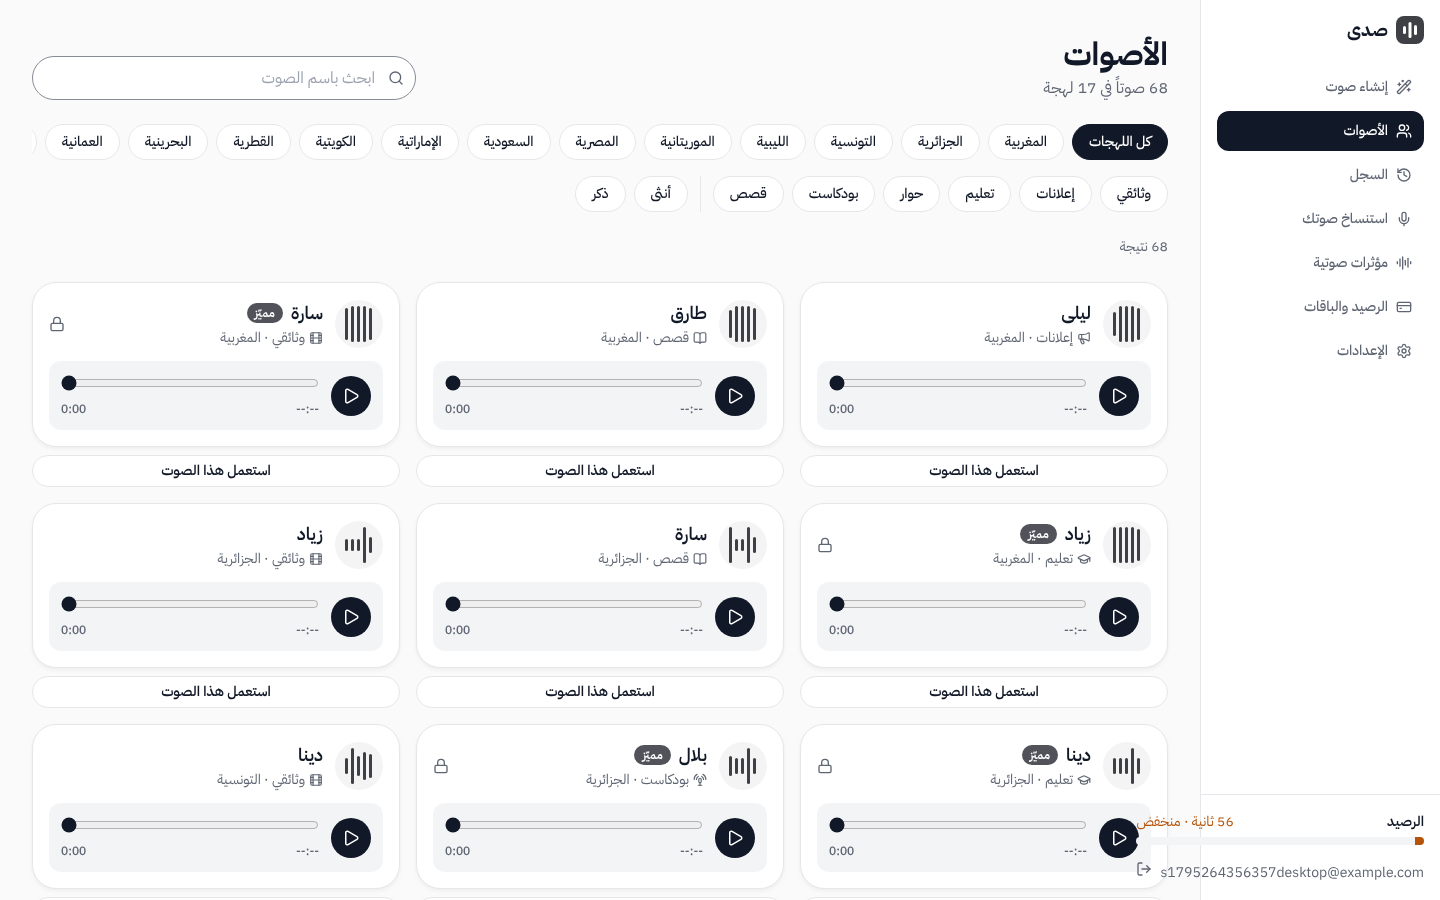 صدى
إنشاء صوت
الأصوات
السجل
استنساخ صوتك
مؤثرات صوتية
الرصيد والباقات
الإعدادات
الرصيد
56 ثانية · منخفض
s1795264356357desktop@example.com
الأصوات
68 صوتاً في 17 لهجة
ابحث باسم الصوت
كل اللهجات المغربية الجزائرية التونسية الليبية الموريتانية المصرية السعودية الإماراتية الكويتية القطرية البحرينية العمانية
وثائقي إعلانات تعليم حوار بودكاست قصص أنثى ذكر
68 نتيجة
ليلى
إعلانات · المغربية
--:-- 0:00
استعمل هذا الصوت
طارق
قصص · المغربية
--:-- 0:00
استعمل هذا الصوت
سارة مميّز
وثائقي · المغربية
--:-- 0:00
استعمل هذا الصوت
زياد مميّز
تعليم · المغربية
--:-- 0:00
استعمل هذا الصوت
سارة
قصص · الجزائرية
--:-- 0:00
استعمل هذا الصوت
زياد
وثائقي · الجزائرية
--:-- 0:00
استعمل هذا الصوت
دينا مميّز
تعليم · الجزائرية
--:-- 0:00
بلال مميّز
بودكاست · الجزائرية
--:-- 0:00
دينا
وثائقي · التونسية
--:-- 0:00